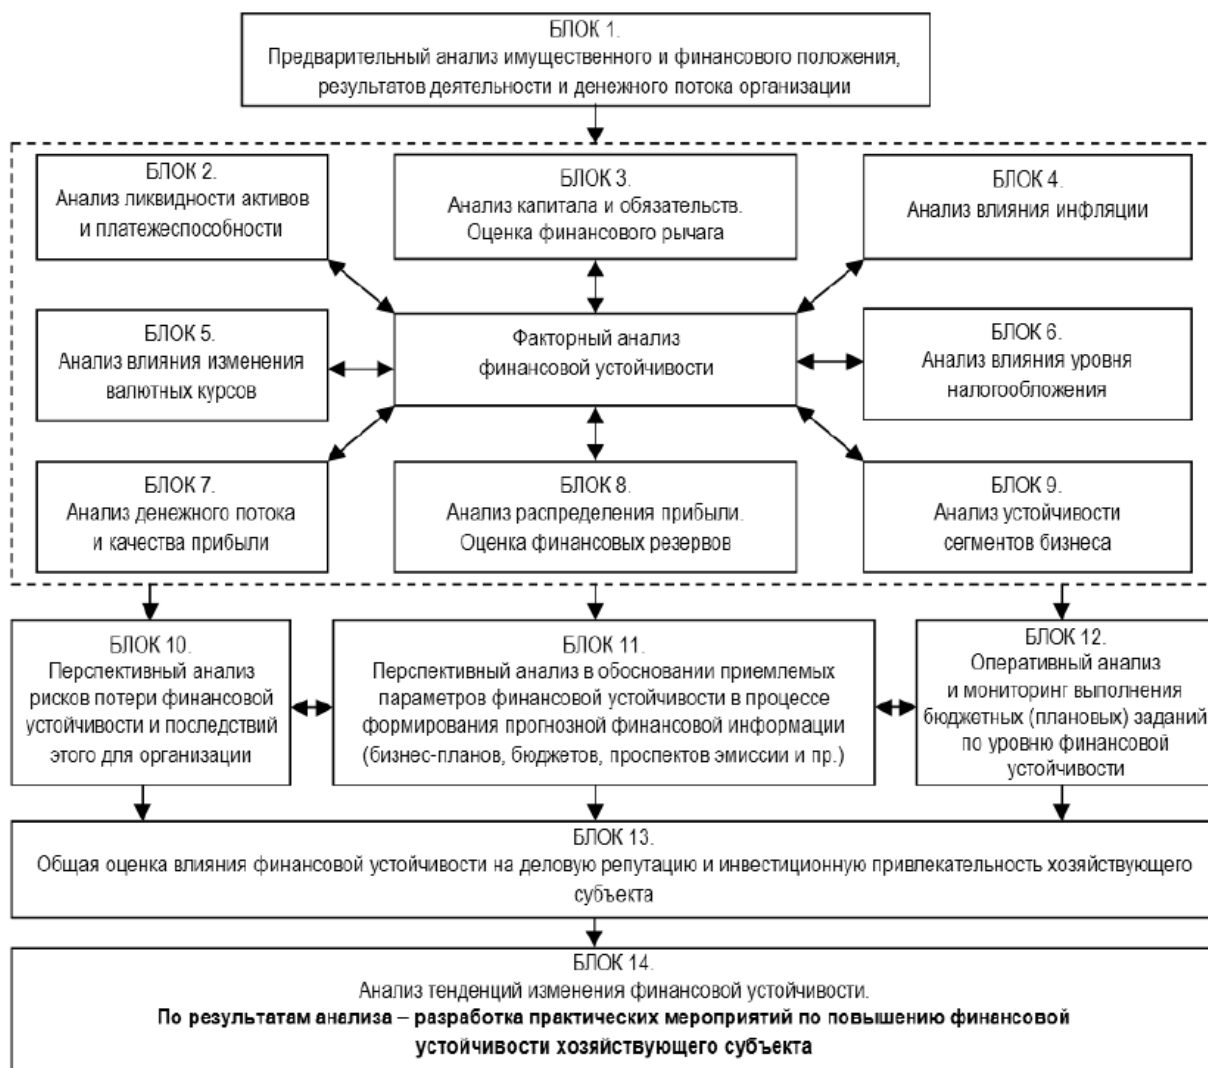 БЛОК 1.
Предварительный анализ имущественного и финансового положения,
результатов деятельности и денежного потока организации
БЛОК 2.
Анализ ликвидности активов
и платежеспособности
БЛОК 3.
Анализ капитала и обязательств.
Оценка финансового рычага
БЛОК 4.
Анализ влияния инфляции
БЛОК 5.
Анализ влияния изменения
валютных курсов
Факторный анализ
финансовой устойчивости
БЛОК 6.
Анализ влияния уровня
налогообложения
БЛОК 7.
Анализ денежного потока
и качества прибыли
БЛОК 8.
Анализ распределения прибыли.
Оценка финансовых резервов
БЛОК 9.
Анализ устойчивости
сегментов бизнеса
БЛОК 10.
Перспективный анализ
рисков потери финансовой
устойчивости и последствий
этого для организации
БЛОК 11.
Перспективный анализ в обосновании приемлемых
параметров финансовой устойчивости в процессе
формирования прогнозной финансовой информации
(бизнес-планов, бюджетов, проспектов эмиссии и пр.)
БЛОК 12.
Оперативный анализ
и мониторинг выполнения
бюджетных (плановых) заданий
по уровню финансовой
устойчивости
БЛОК 13.
Общая оценка влияния финансовой устойчивости на деловую репутацию и инвестиционную привлекательность хозяйствующего
субъекта
БЛОК 14.
Анализ тенденций изменения финансовой устойчивости.
По результатам анализа – разработка практических мероприятий по повышению финансовой
устойчивости хозяйствующего субъекта